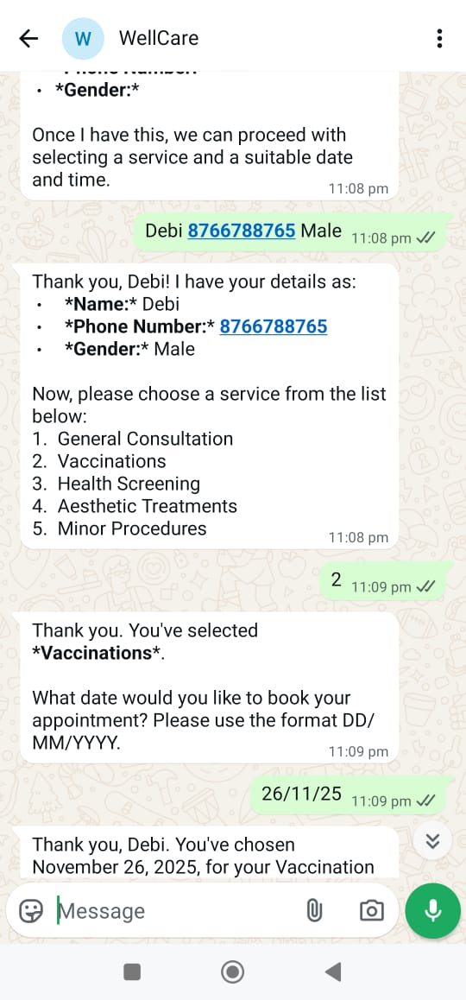 W WellCare
• *Gender:*
Once I have this, we can proceed with
selecting a service and a suitable date
and time.
11:08 pm
Debi 8766788765 Male 11:08 pm
Thank you, Debi! I have your details as:
• *Name:* Debi
• *Phone Number:* 8766788765
• *Gender:* Male
Now, please choose a service from the list
below:
1. General Consultation
2. Vaccinations
3. Health Screening
4. Aesthetic Treatments
5. Minor Procedures
11:08 pm
2 11:09 pm
Thank you. You've selected
*Vaccinations*.
What date would you like to book your
appointment? Please use the format DD/
MM/YYYY.
11:09 pm
26/11/25 11:09 pm
Thank you, Debi. You've chosen
November 26, 2025, for your Vaccination
Message